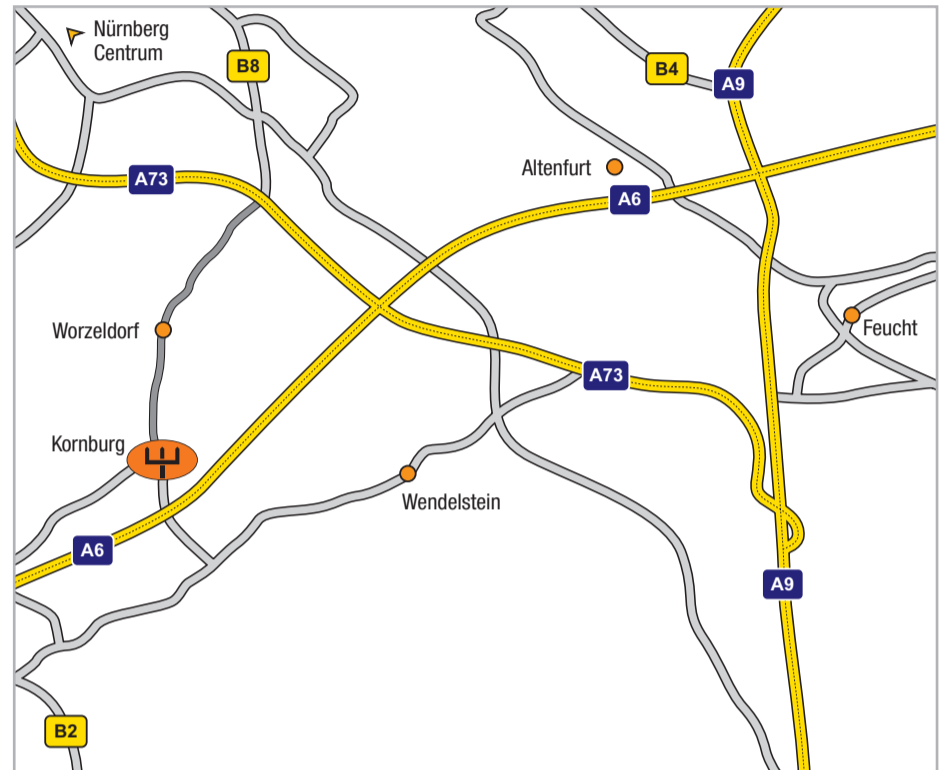 Nürnberg
Centrum
B8
B4
A9
A73
Altenfurt
A6
Worzeldorf
Feucht
A73
Kornburg
Wendelstein
A6
A9
B2